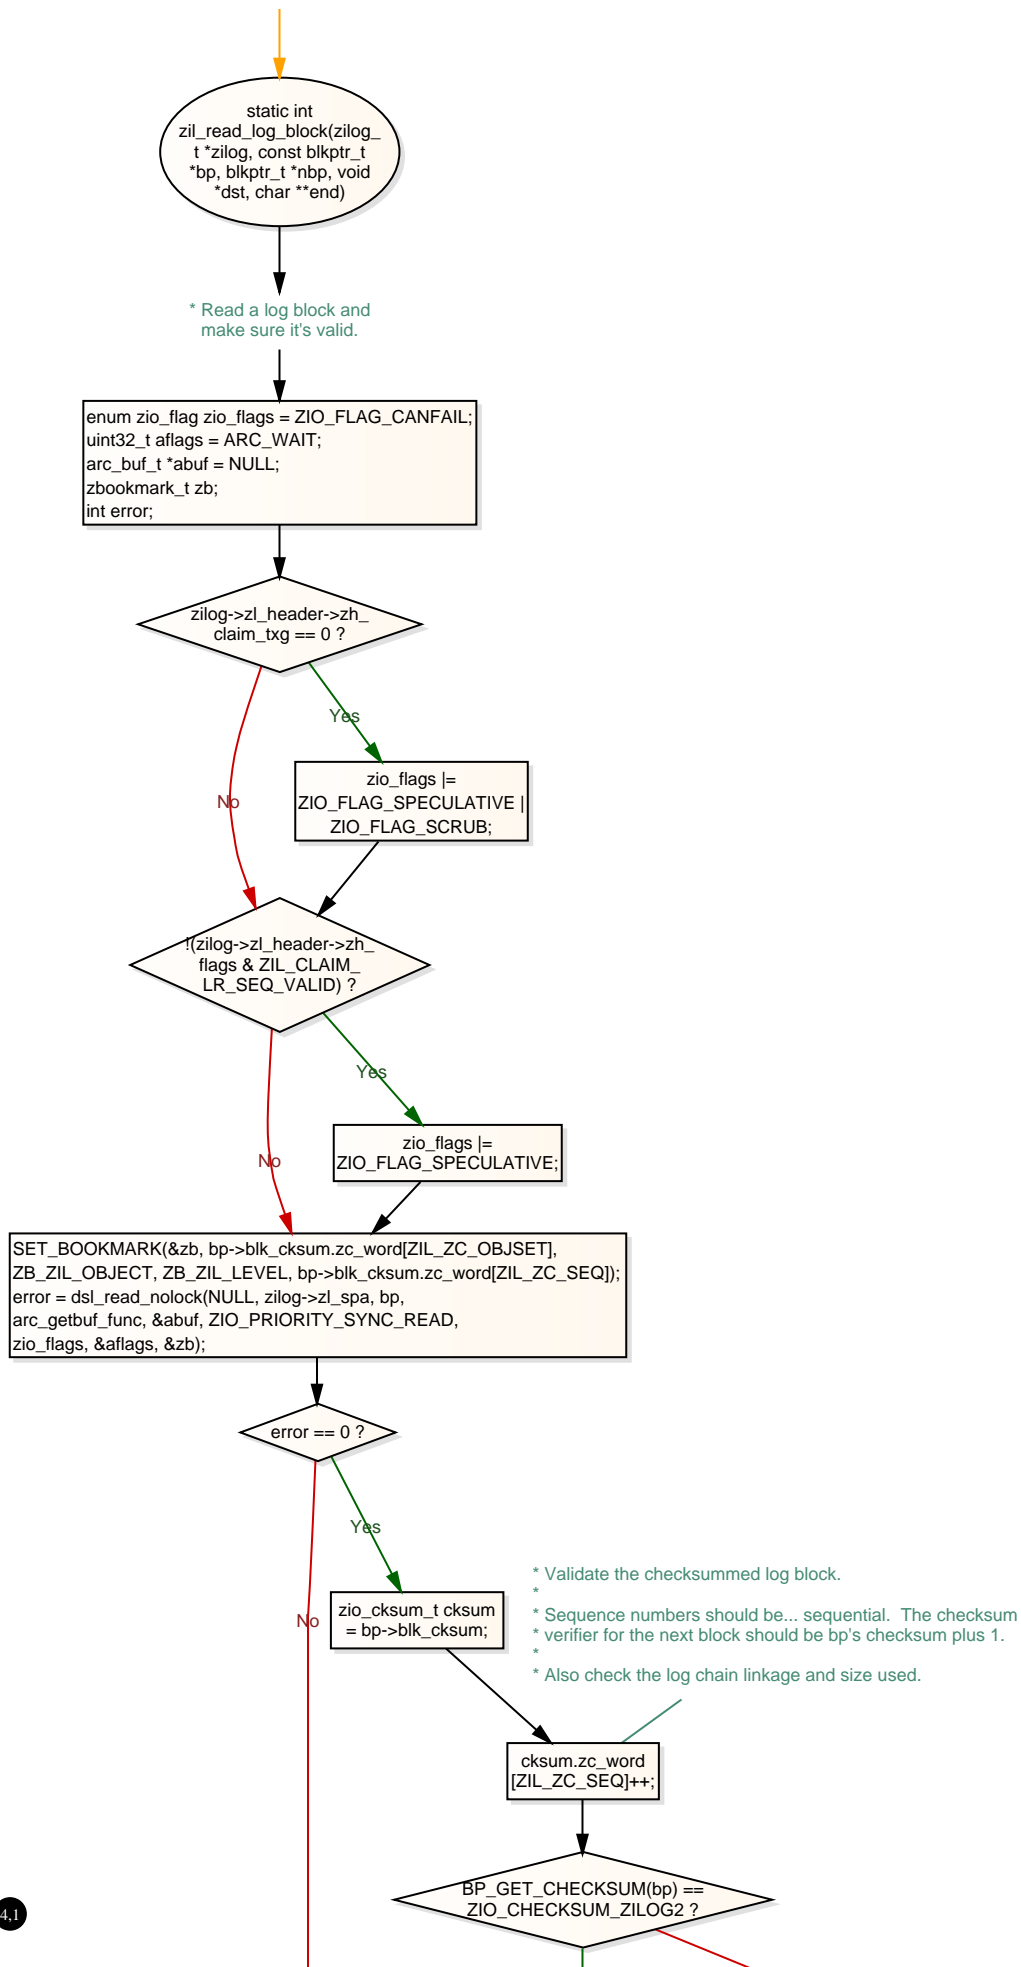 static int
zil_read_log_block(zilog_
t *zilog, const blkptr_t
*bp, blkptr_t *nbp, void
*dst, char **end)
* Read a log block and
make sure it's valid.
enum zio_flag zio_flags = ZIO_FLAG_CANFAIL;
uint32_t aflags = ARC_WAIT;
arc_buf_t *abuf = NULL;
zbookmark_t zb;
int error;
zilog->zl_header->zh_
claim_txg == 0 ?
Yes
zio_flags |=
ZIO_FLAG_SPECULATIVE |
ZIO_FLAG_SCRUB;
No
!(zilog->zl_header->zh_
flags & ZIL_CLAIM_
LR_SEQ_VALID) ?
Yes
zio_flags |=
ZIO_FLAG_SPECULATIVE;
No
SET_BOOKMARK(&zb, bp->blk_cksum.zc_word[ZIL_ZC_OBJSET],
ZB_ZIL_OBJECT, ZB_ZIL_LEVEL, bp->blk_cksum.zc_word[ZIL_ZC_SEQ]);
error = dsl_read_nolock(NULL, zilog->zl_spa, bp,
arc_getbuf_func, &abuf, ZIO_PRIORITY_SYNC_READ,
zio_flags, &aflags, &zb);
error == 0 ?
Yes
* Validate the checksummed log block.
*
* Sequence numbers should be... sequential.  The checksum
* verifier for the next block should be bp's checksum plus 1.
*
* Also check the log chain linkage and size used.
zio_cksum_t cksum
= bp->blk_cksum;
No
cksum.zc_word
[ZIL_ZC_SEQ]++;
BP_GET_CHECKSUM(bp) ==
ZIO_CHECKSUM_ZILOG2 ?
4,1